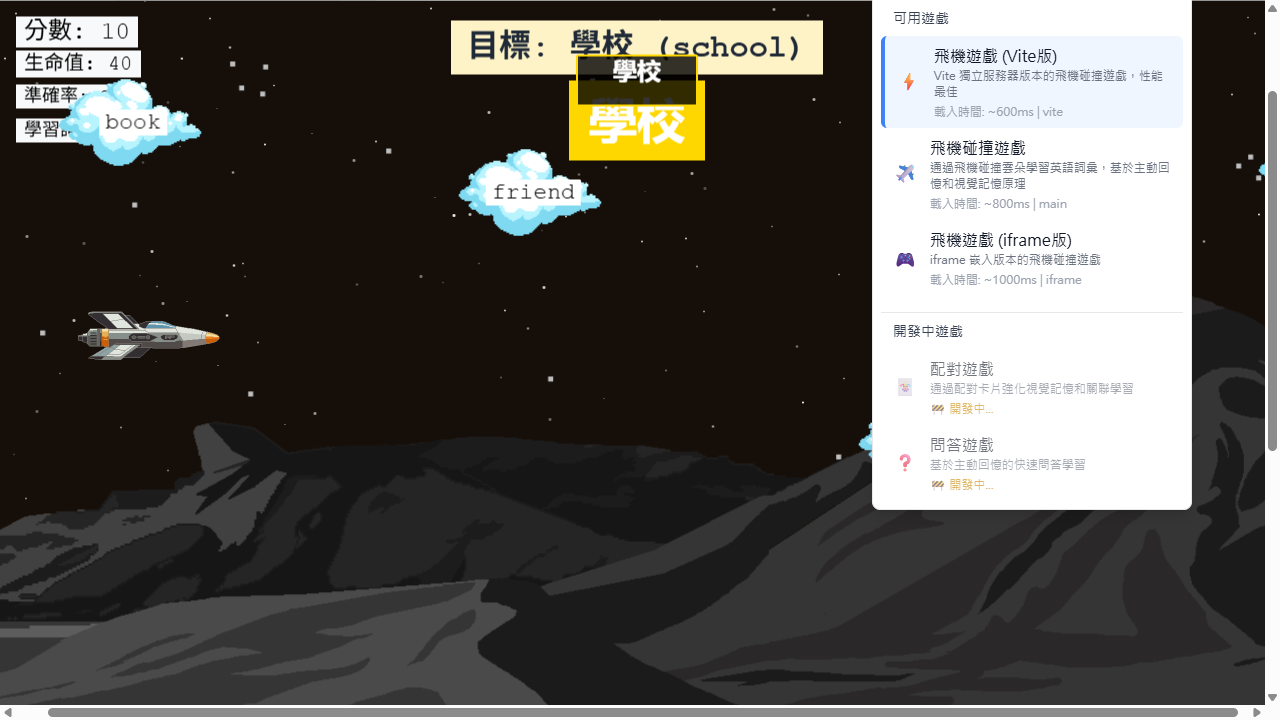 分數: 10
生命值: 40
準確率:
book
目標: 學校 (school)
學校
學校
friend
可用遊戲
飛機遊戲 (Vite版)
Vite 獨立服務器版本的飛機碰撞遊戲，性能
最佳
載入時間: ~600ms | vite
飛機碰撞遊戲
通過飛機碰撞雲朵學習英語詞彙，基於主動回
憶和視覺記憶原理
載入時間: ~800ms | main
飛機遊戲 (iframe版)
iframe 嵌入版本的飛機碰撞遊戲
載入時間: ~1000ms | iframe
開發中遊戲
配對遊戲
通過配對卡片強化視覺記憶和關聯學習
開發中...
問答遊戲
基於主動回憶的快速問答學習
開發中...